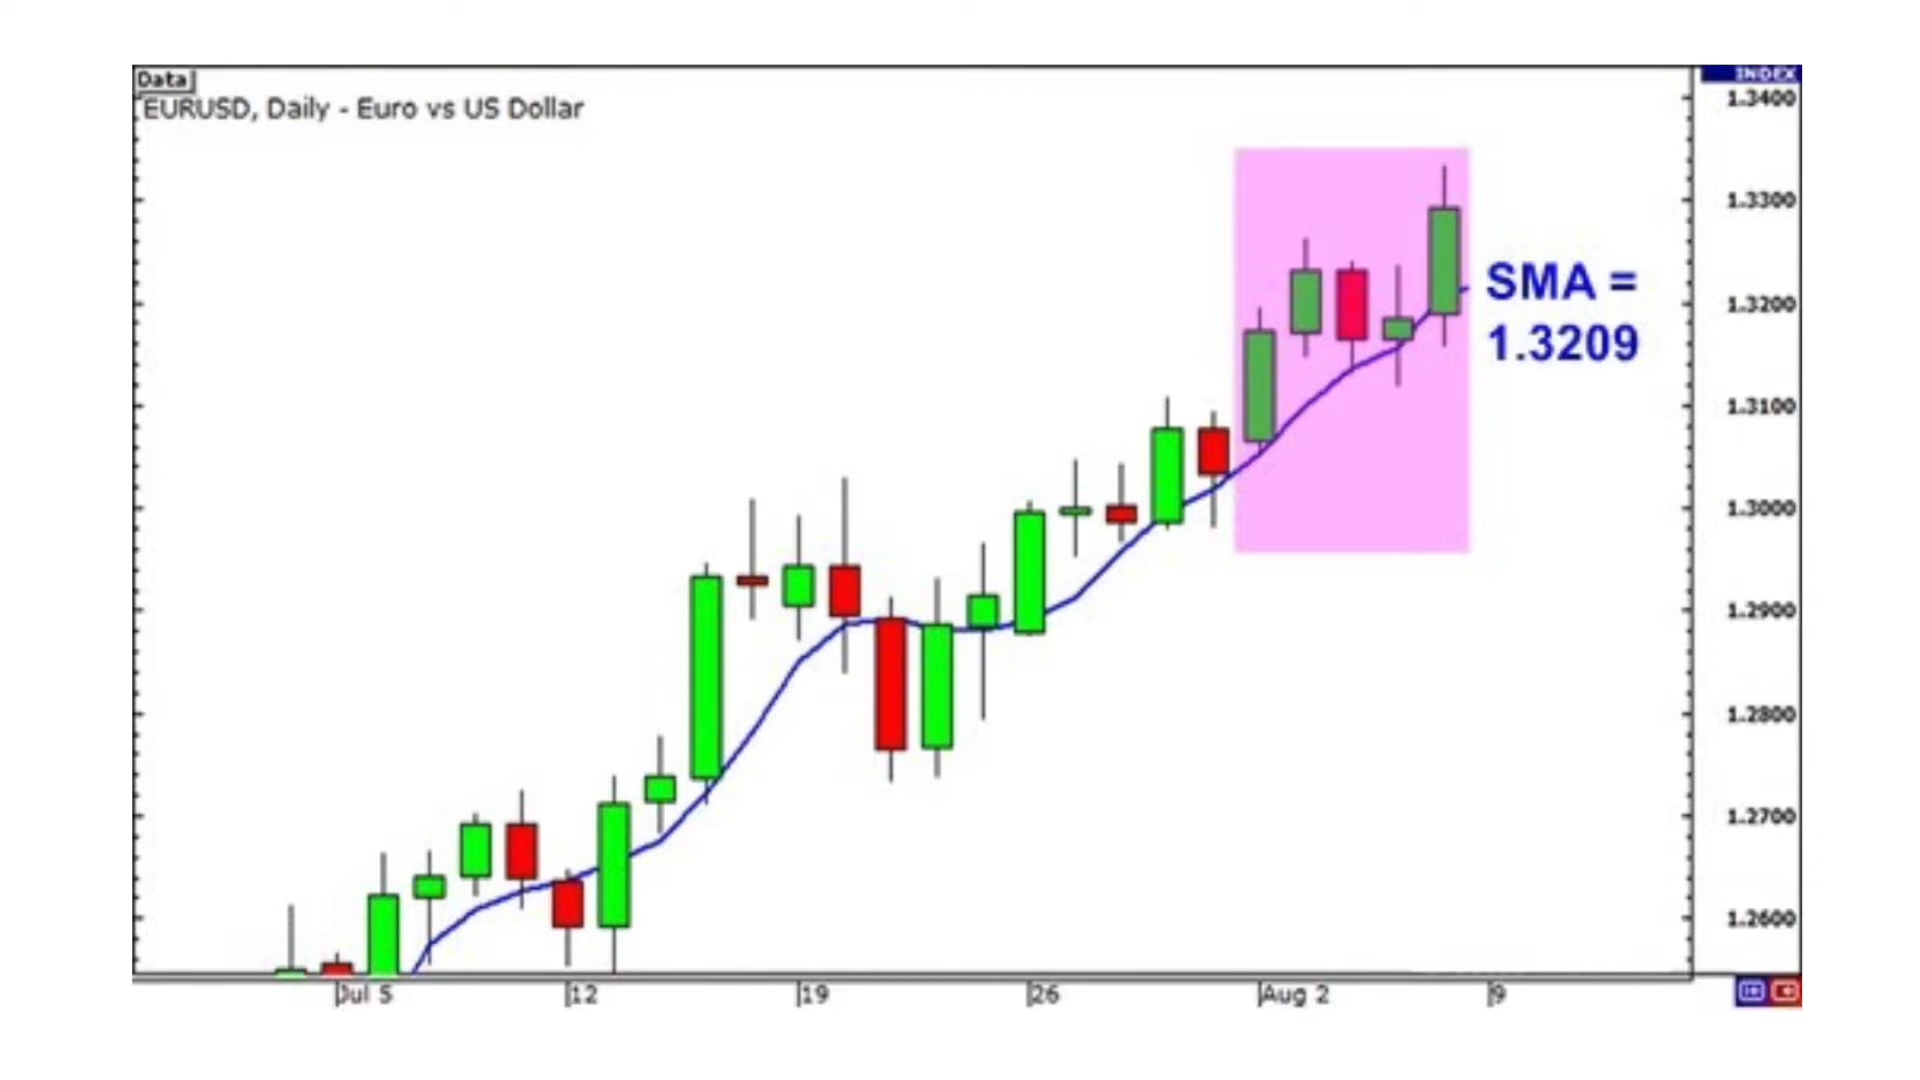 Data
INDEX
EURUSD, Daily - Euro vs US Dollar
1.3400
1.3300
SMA =
1.3209
1.3200
1.3100
1.3000
1.2900
1.2800
1.2700
1.2600
Jul 5
12
19
26
Aug 2
9